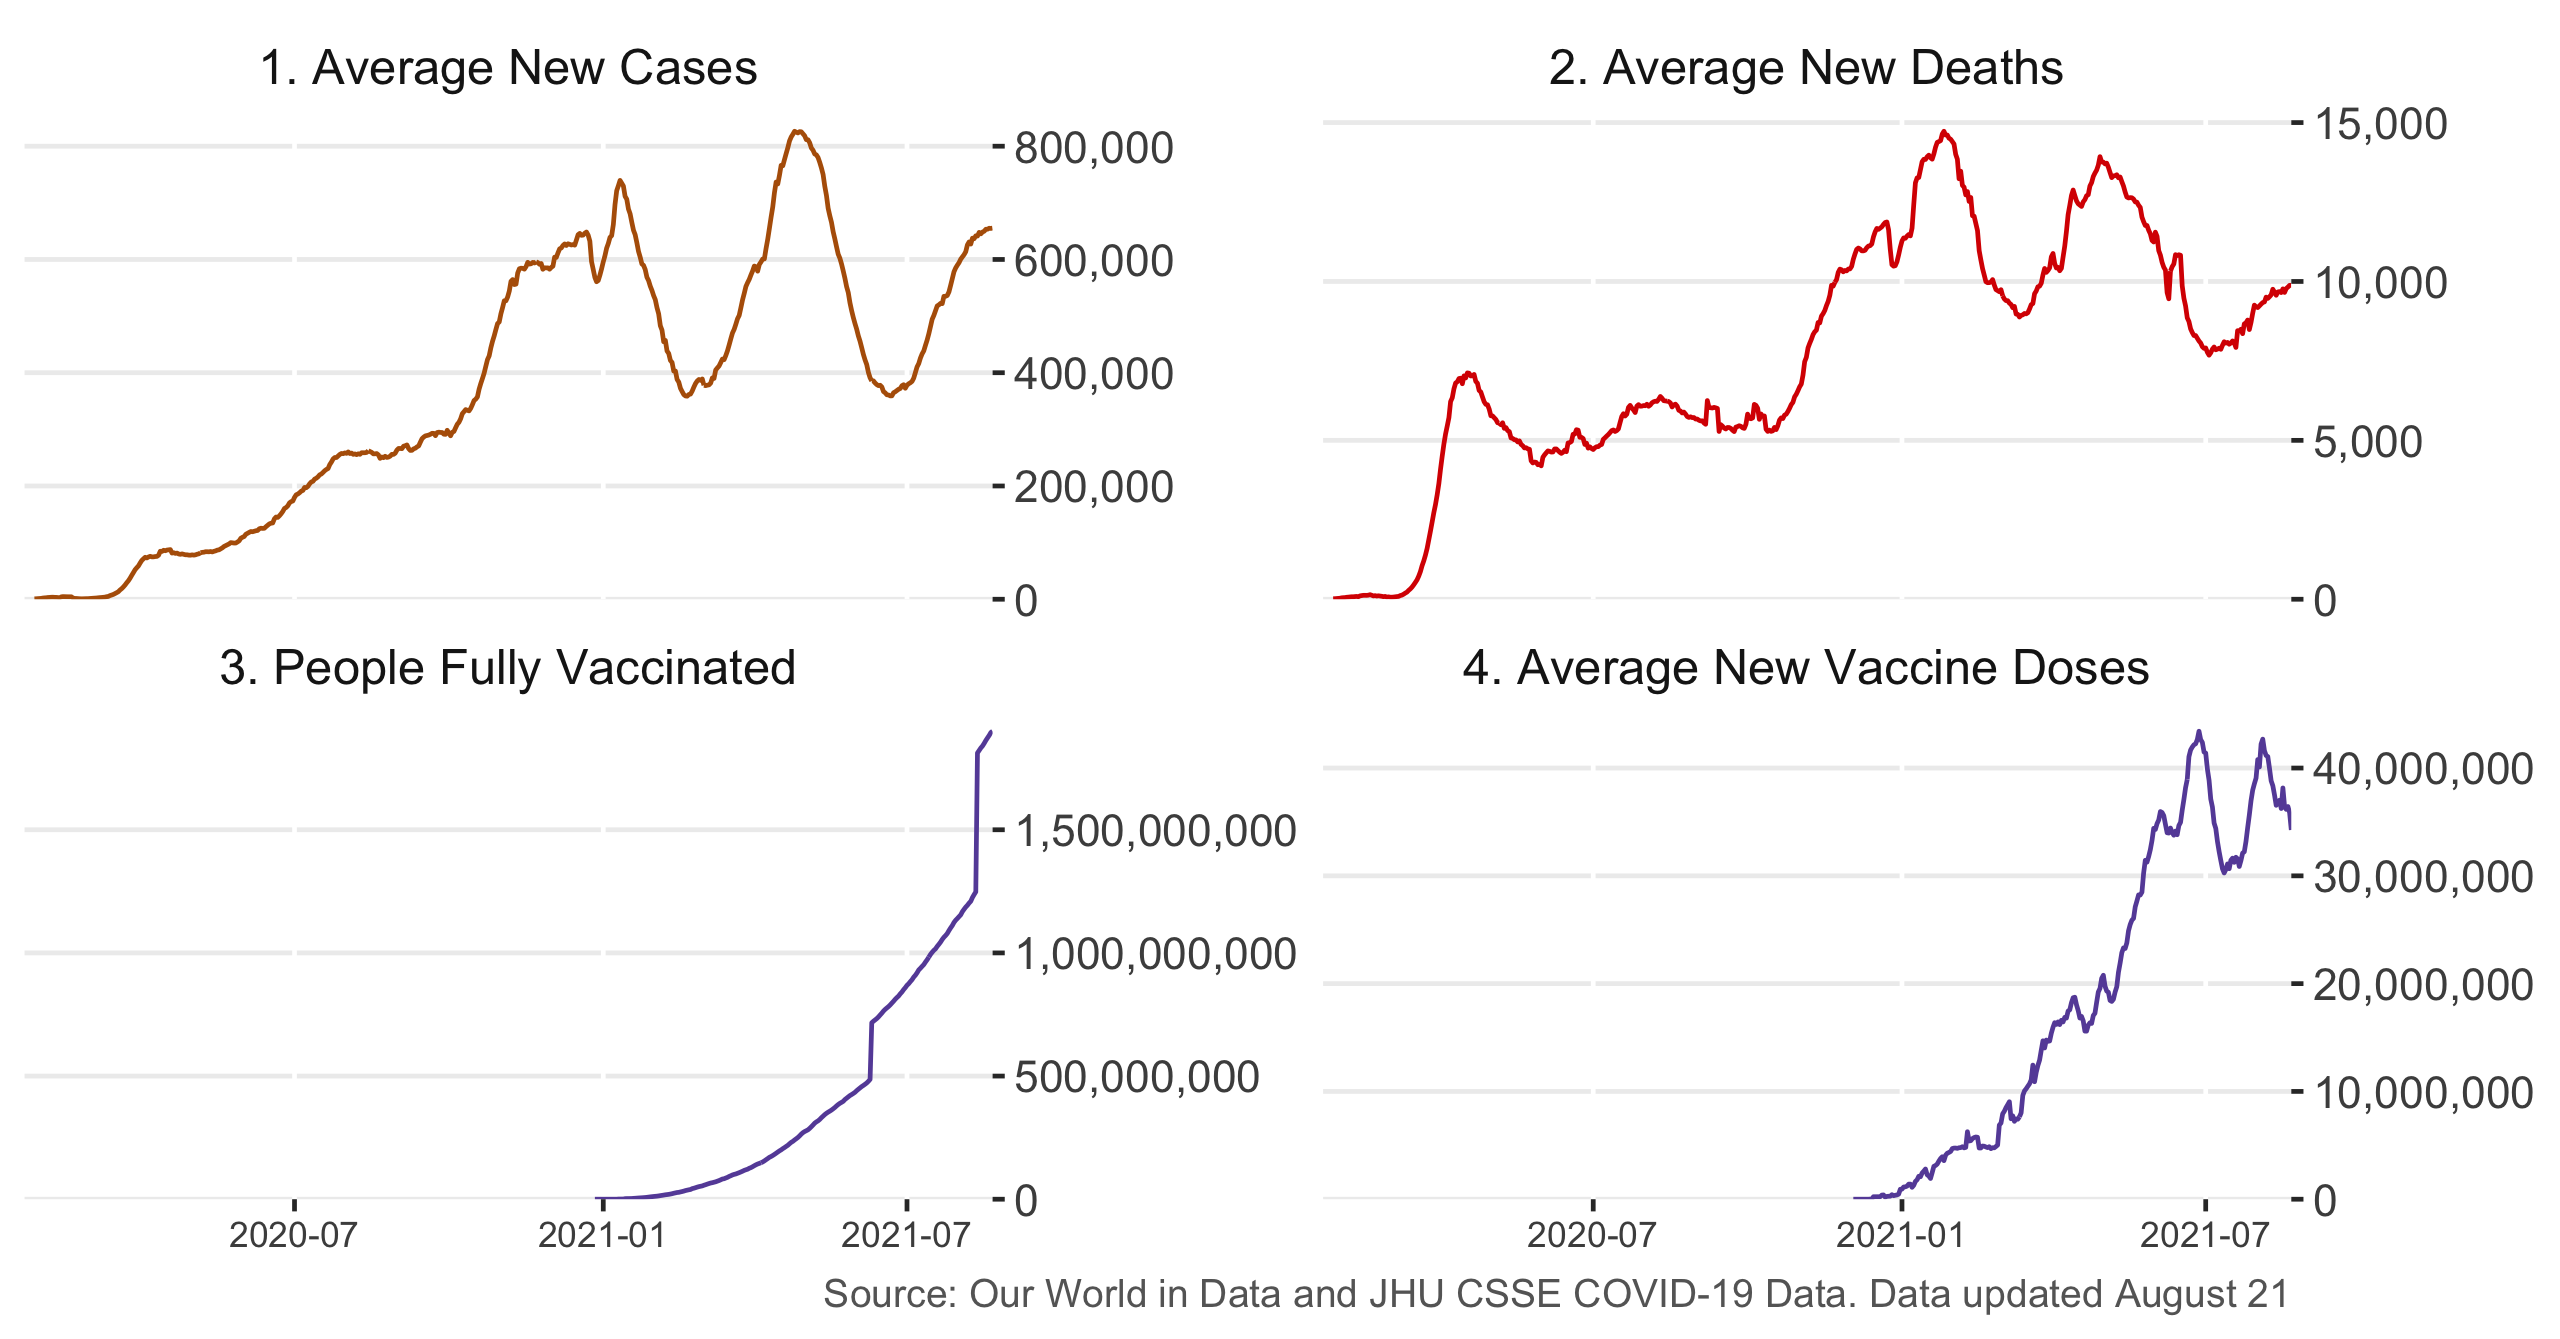 1. Average New Cases
800,000
600,000
400,000
200,000
0
2. Average New Deaths
15,000
10,000
5,000
0
3. People Fully Vaccinated
1,500,000,000
1,000,000,000
500,000,000
0
2020-07 2021-01 2021-07
4. Average New Vaccine Doses
40,000,000
30,000,000
20,000,000
10,000,000
0
2020-07 2021-01 2021-07
Source: Our World in Data and JHU CSSE COVID-19 Data. Data updated August 21